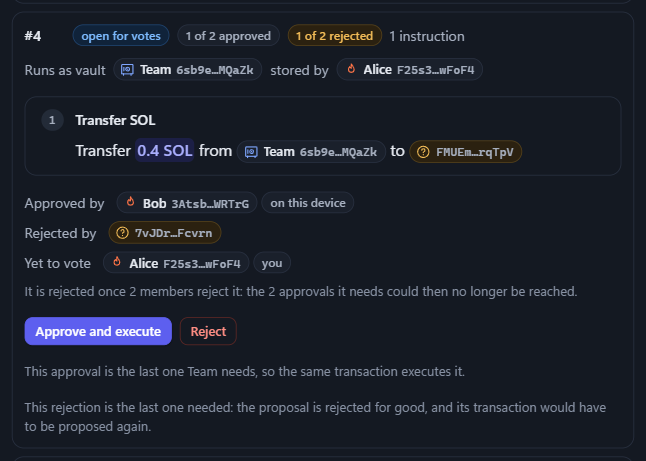 #4 open for votes 1 of 2 approved 1 of 2 rejected 1 instruction
Runs as vault Team 6sb9e…MQaZk stored by Alice F25s3…wFoF4
1 Transfer SOL
Transfer 0.4 SOL from Team 6sb9e…MQaZk to FMUEm…rqTpV
Approved by Bob 3Atsb…WRTrG on this device
Rejected by 7vJDr…Fcvrn
Yet to vote Alice F25s3…wFoF4 you
It is rejected once 2 members reject it: the 2 approvals it needs could then no longer be reached.
Approve and execute Reject
This approval is the last one Team needs, so the same transaction executes it.
This rejection is the last one needed: the proposal is rejected for good, and its transaction would have
to be proposed again.